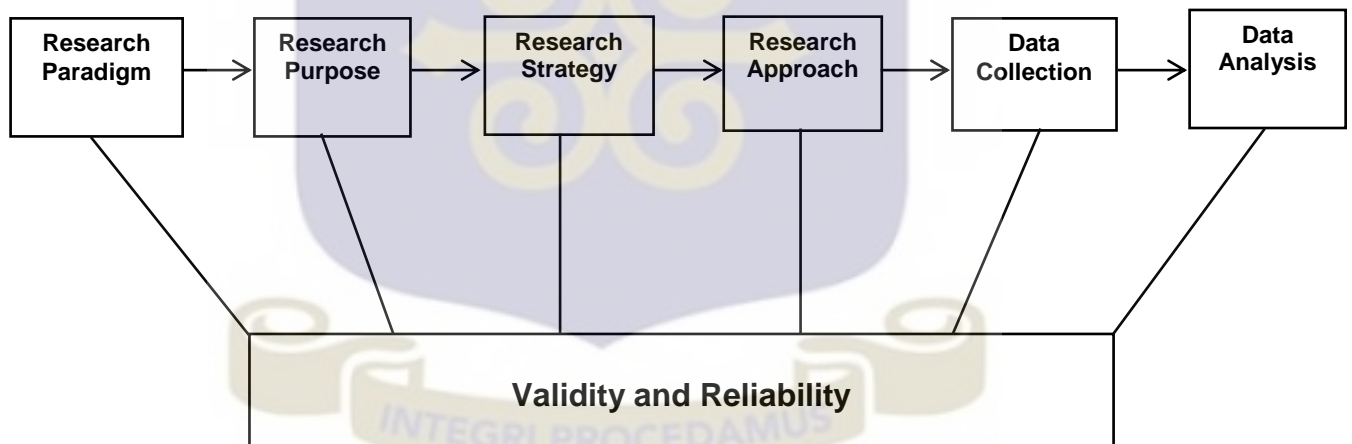 Research
Paradigm
Research
Purpose
Research
Strategy
Research
Approach
Data
Collection
Data
Analysis
Validity and Reliability
INTEGRI PROCEDAMUS